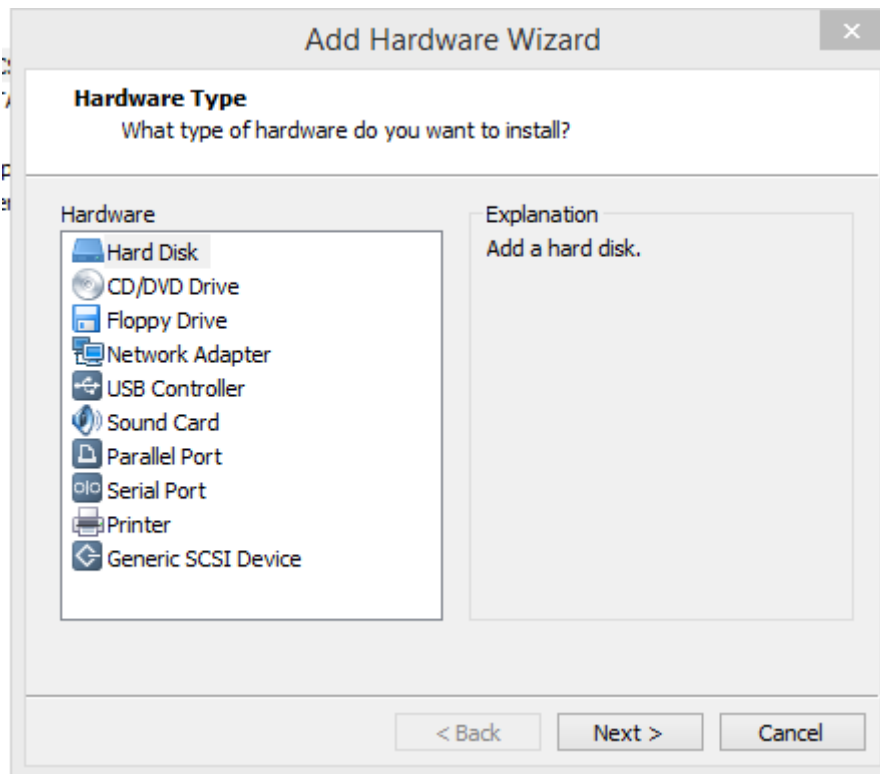 Add Hardware Wizard
Hardware Type
What type of hardware do you want to install?
Hardware
Explanation
Hard Disk
Add a hard disk.
CD/DVD Drive
Floppy Drive
Network Adapter
USB Controller
Sound Card
Parallel Port
Serial Port
Printer
Generic SCSI Device
< Back
Next >
Cancel